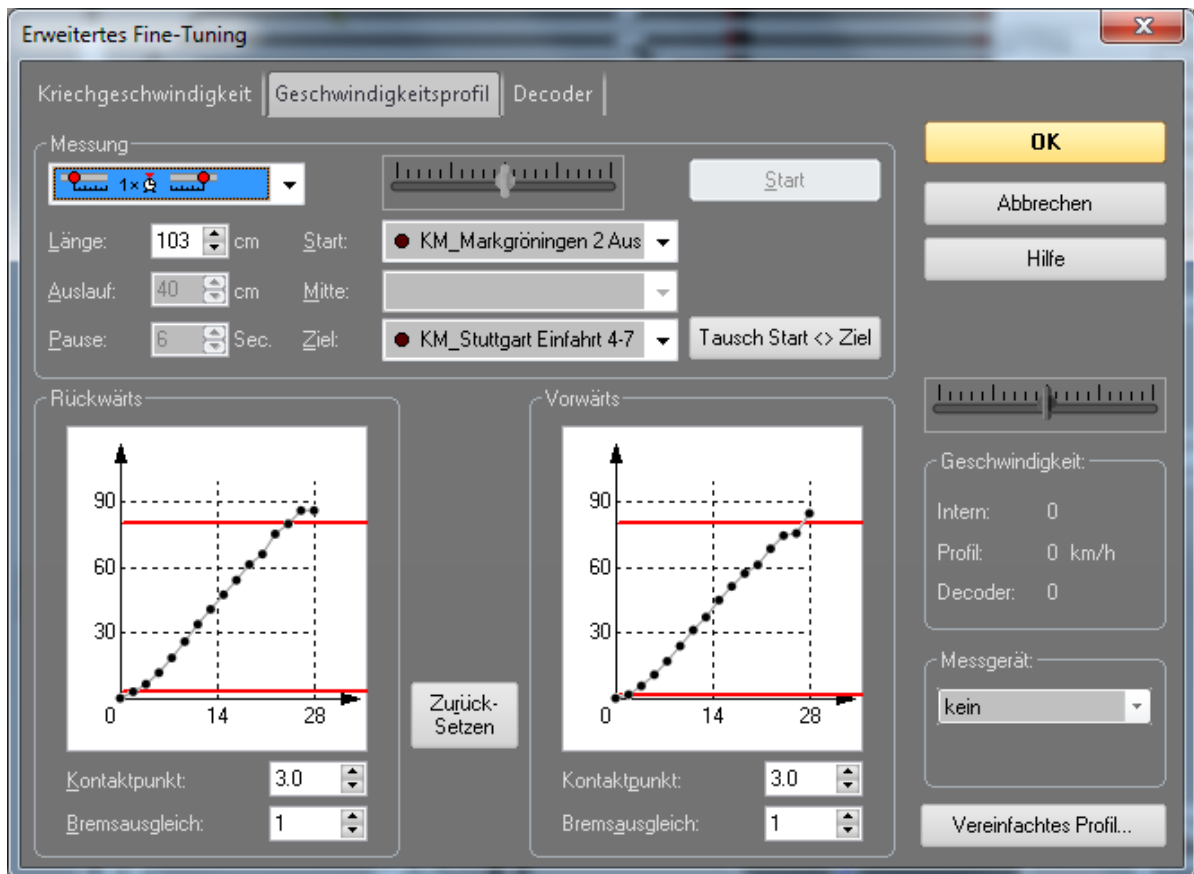 Erweitertes Fine-Tuning
Kriechgeschwindigkeit Geschwindigkeitsprofil Decoder
Messung
1×
Start
OK
Abbrechen
Hilfe
Länge: 103 cm Start: KM_Markgröningen 2 Aus
Auslauf: 40 cm Mitte:
Pause: 6 Sec. Ziel: KM_Stuttgart Einfahrt 4-7 Tausch Start <> Ziel
Rückwärts
90
60
30
0 14 28
Kontaktpunkt: 3.0
Bremsausgleich: 1
Zurück-
Setzen
Vorwärts
90
60
30
0 14 28
Kontaktpunkt: 3.0
Bremsausgleich: 1
Geschwindigkeit:
Intern: 0
Profil: 0 km/h
Decoder: 0
Messgerät:
kein
Vereinfachtes Profil...